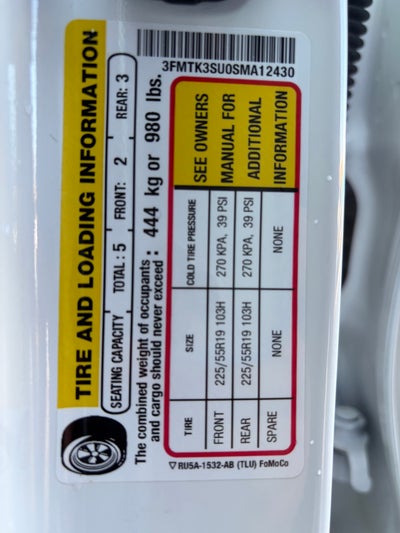 3FMTK3SU0SMA12430
TIRE AND LOADING INFORMATION
SEATING CAPACITY TOTAL: 5 FRONT: 2 REAR: 3
The combined weight of occupants and cargo should never exceed : 444 kg or 980 lbs.
TIRE SIZE COLD TIRE PRESSURE
FRONT 225/55R19 103H 270 KPA, 39 PSI
REAR 225/55R19 103H 270 KPA, 39 PSI
SPARE NONE NONE
SEE OWNERS
MANUAL FOR
ADDITIONAL
INFORMATION
▽ RU5A-1532-AB (TLU) FoMoCo